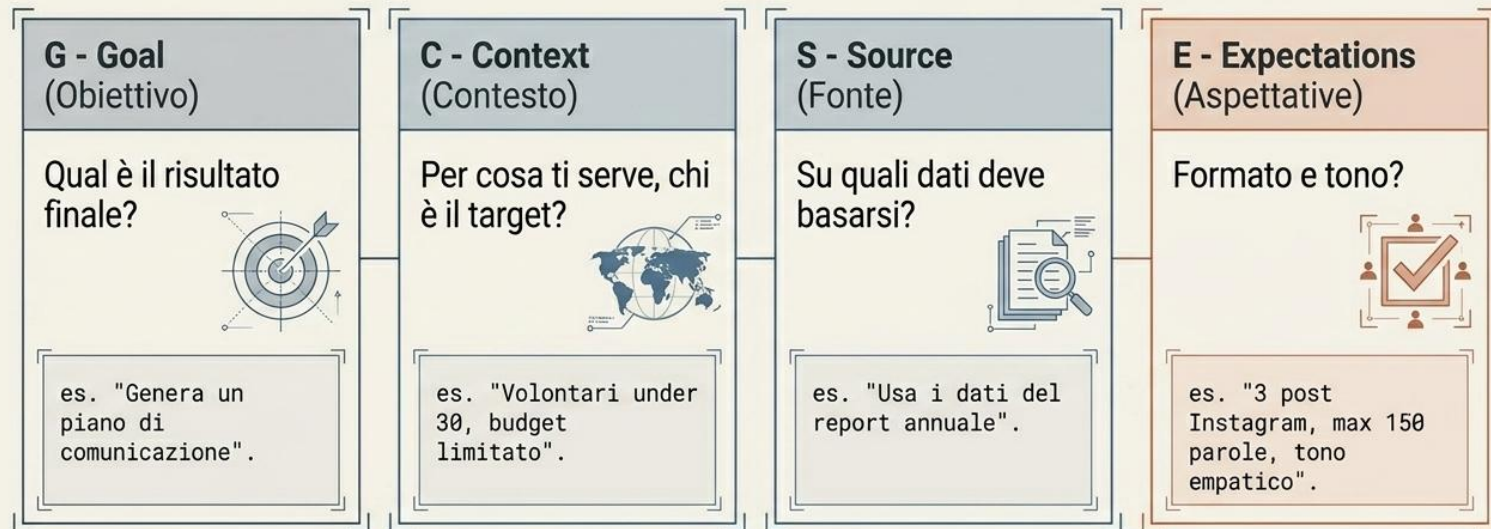 G - Goal
(Obiettivo)
Qual è il risultato
finale?
es. "Genera un
piano di
comunicazione".
C - Context
(Contesto)
Per cosa ti serve, chi
è il target?
es. "Volontari under
30, budget
limitato".
S - Source
(Fonte)
Su quali dati deve
basarsi?
es. "Usa i dati del
report annuale".
E - Expectations
(Aspettative)
Formato e tono?
es. "3 post
Instagram, max 150
parole, tono
empatico".